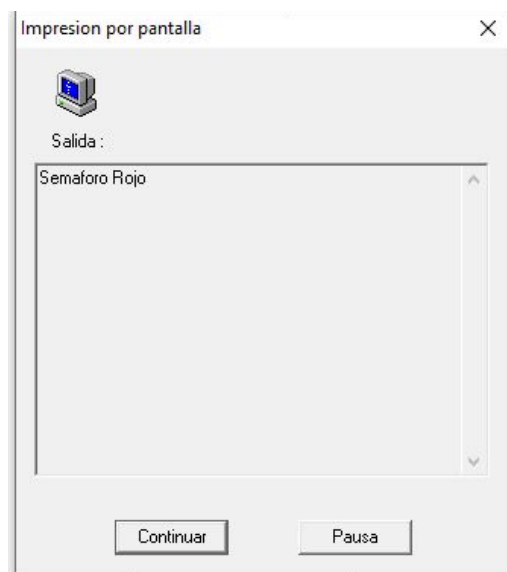 Impresion por pantalla
Salida :
Semaforo Rojo
Continuar
Pausa